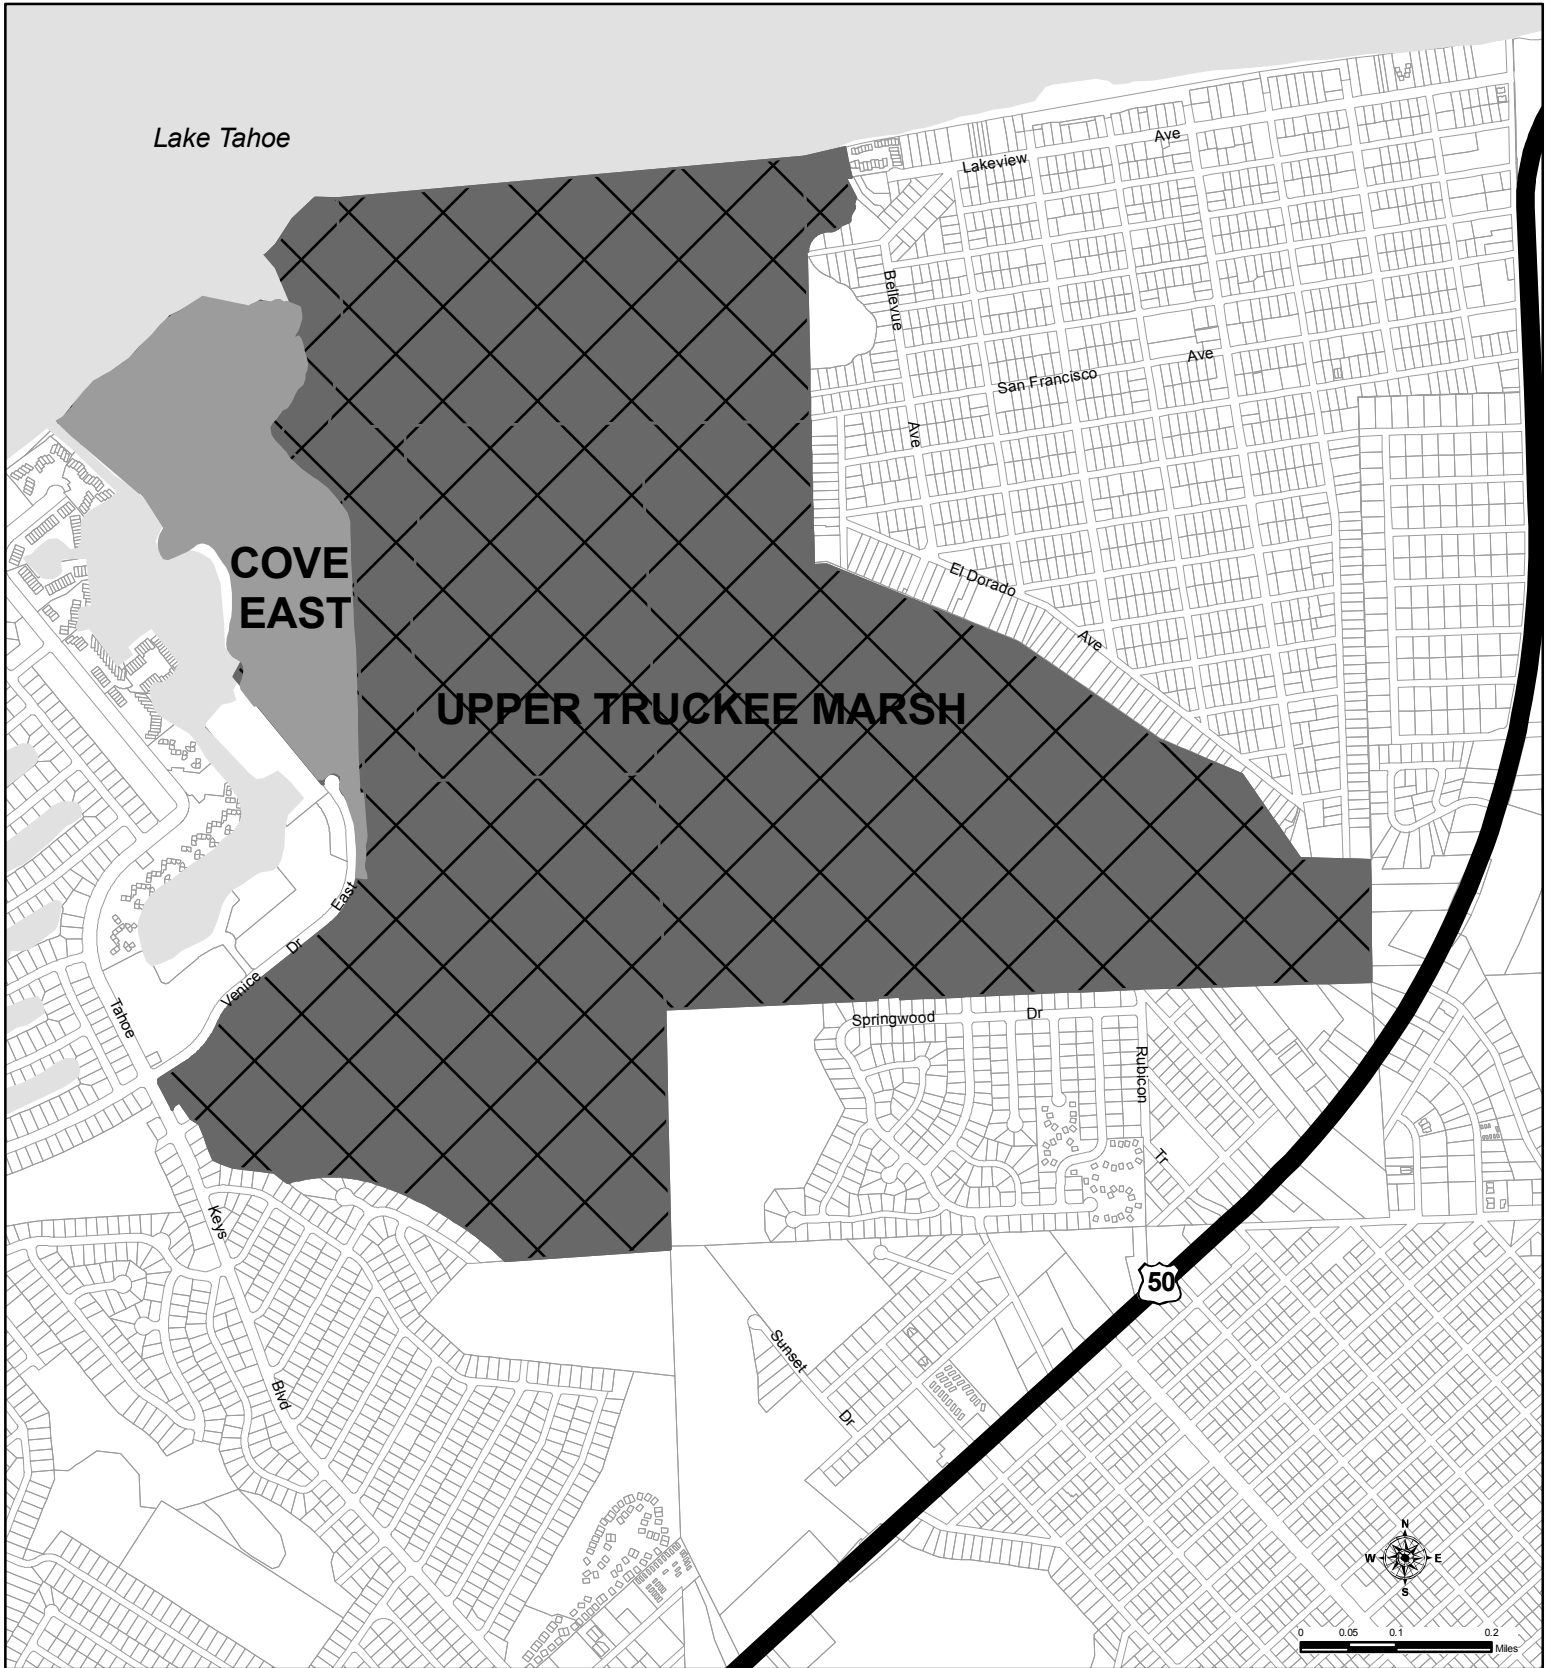 Lake Tahoe
Lakeview
Ave
Bellevue
Ave
San Francisco
Ave
COVE
EAST
El Dorado
Ave
UPPER TRUCKEE MARSH
Venice
Dr
East
Tahoe
Keys
Blvd
Springwood
Dr
Rubicon
Tr
50
Sunset
Dr
N
W
E
S
0
0.05
0.1
0.2
Miles